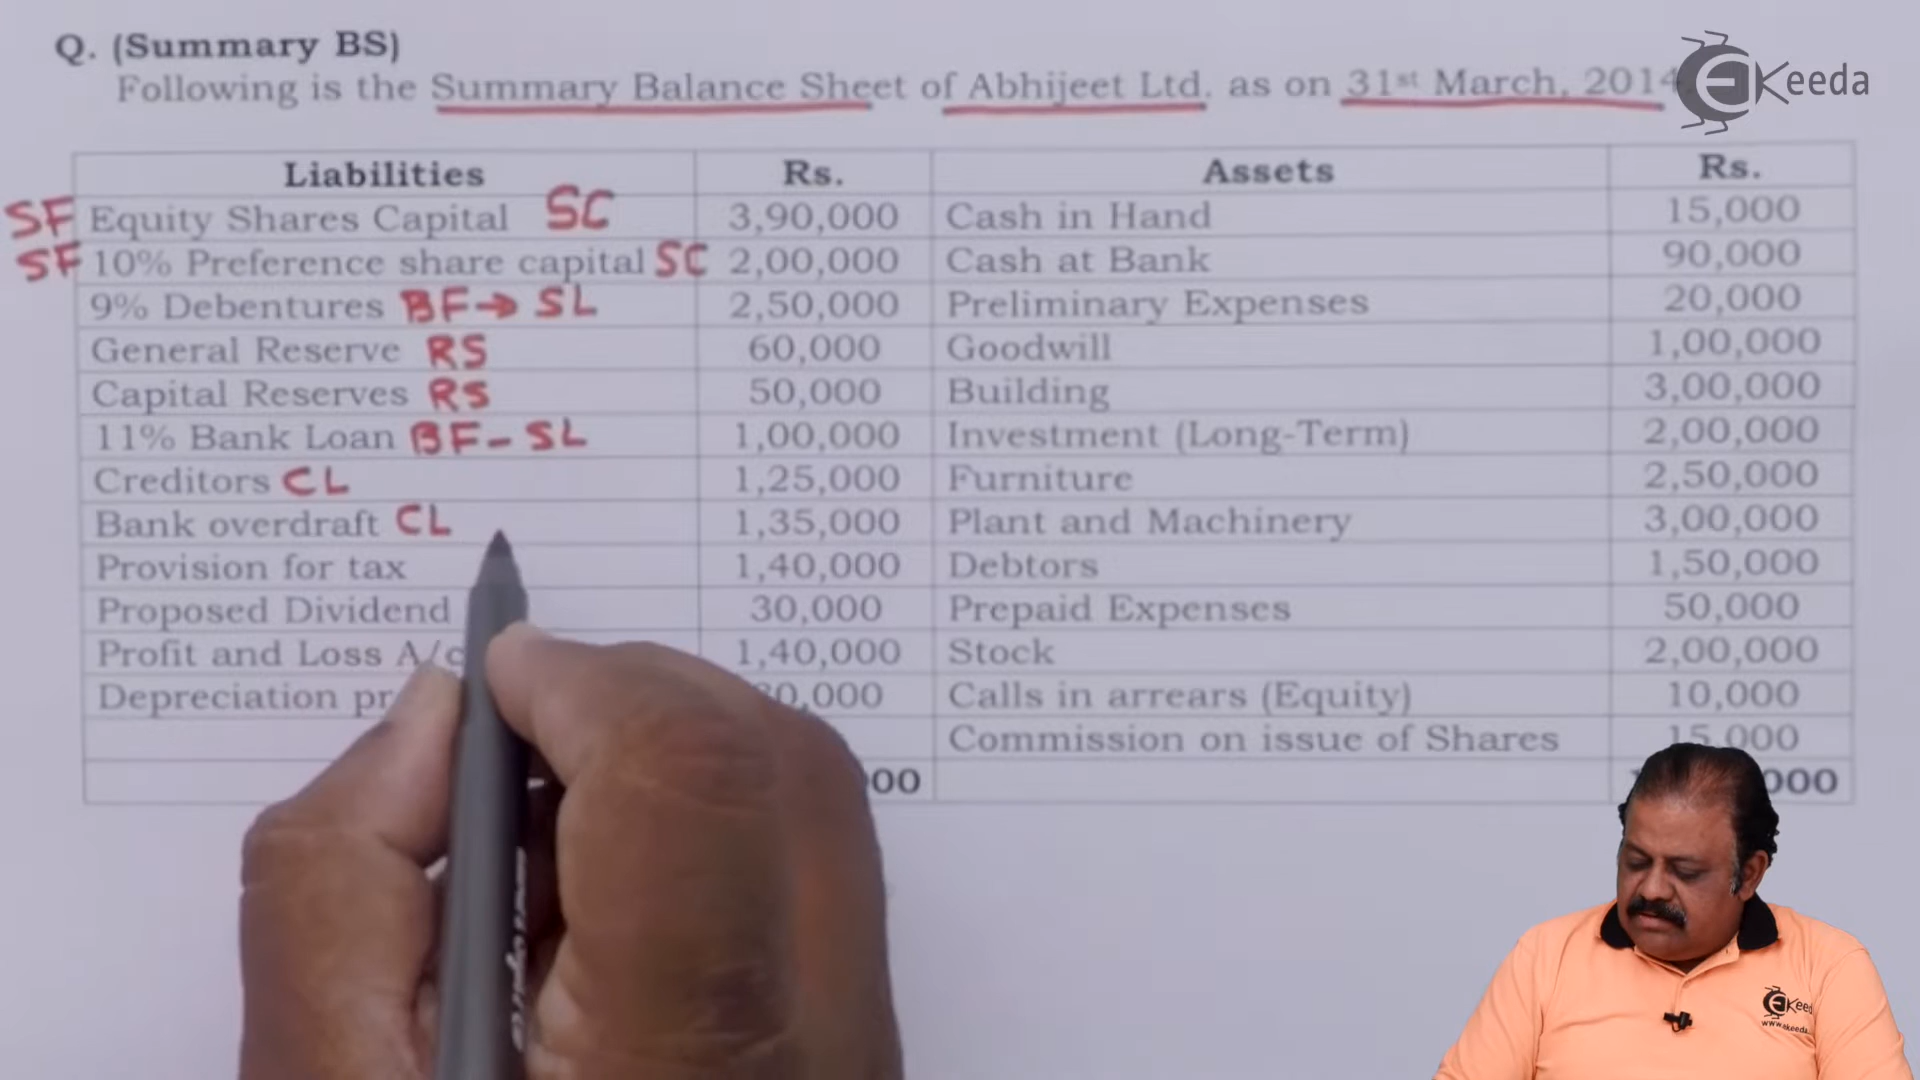 Q. (Summary BS)
Following is the Summary Balance Sheet of Abhijeet Ltd. as on 31st March, 2014
Keeda
Liabilities Rs. Assets Rs.
SF Equity Shares Capital SC 3,90,000 Cash in Hand 15,000
SF 10% Preference share capital SC 2,00,000 Cash at Bank 90,000
9% Debentures BF → SL 2,50,000 Preliminary Expenses 20,000
General Reserve RS 60,000 Goodwill 1,00,000
Capital Reserves RS 50,000 Building 3,00,000
11% Bank Loan BF - SL 1,00,000 Investment (Long-Term) 2,00,000
Creditors CL 1,25,000 Furniture 2,50,000
Bank overdraft CL 1,35,000 Plant and Machinery 3,00,000
Provision for tax 1,40,000 Debtors 1,50,000
Proposed Dividend 30,000 Prepaid Expenses 50,000
Profit and Loss A/c 1,40,000 Stock 2,00,000
Depreciation Calls in arrears (Equity) 10,000
Commission on issue of Shares 15,000